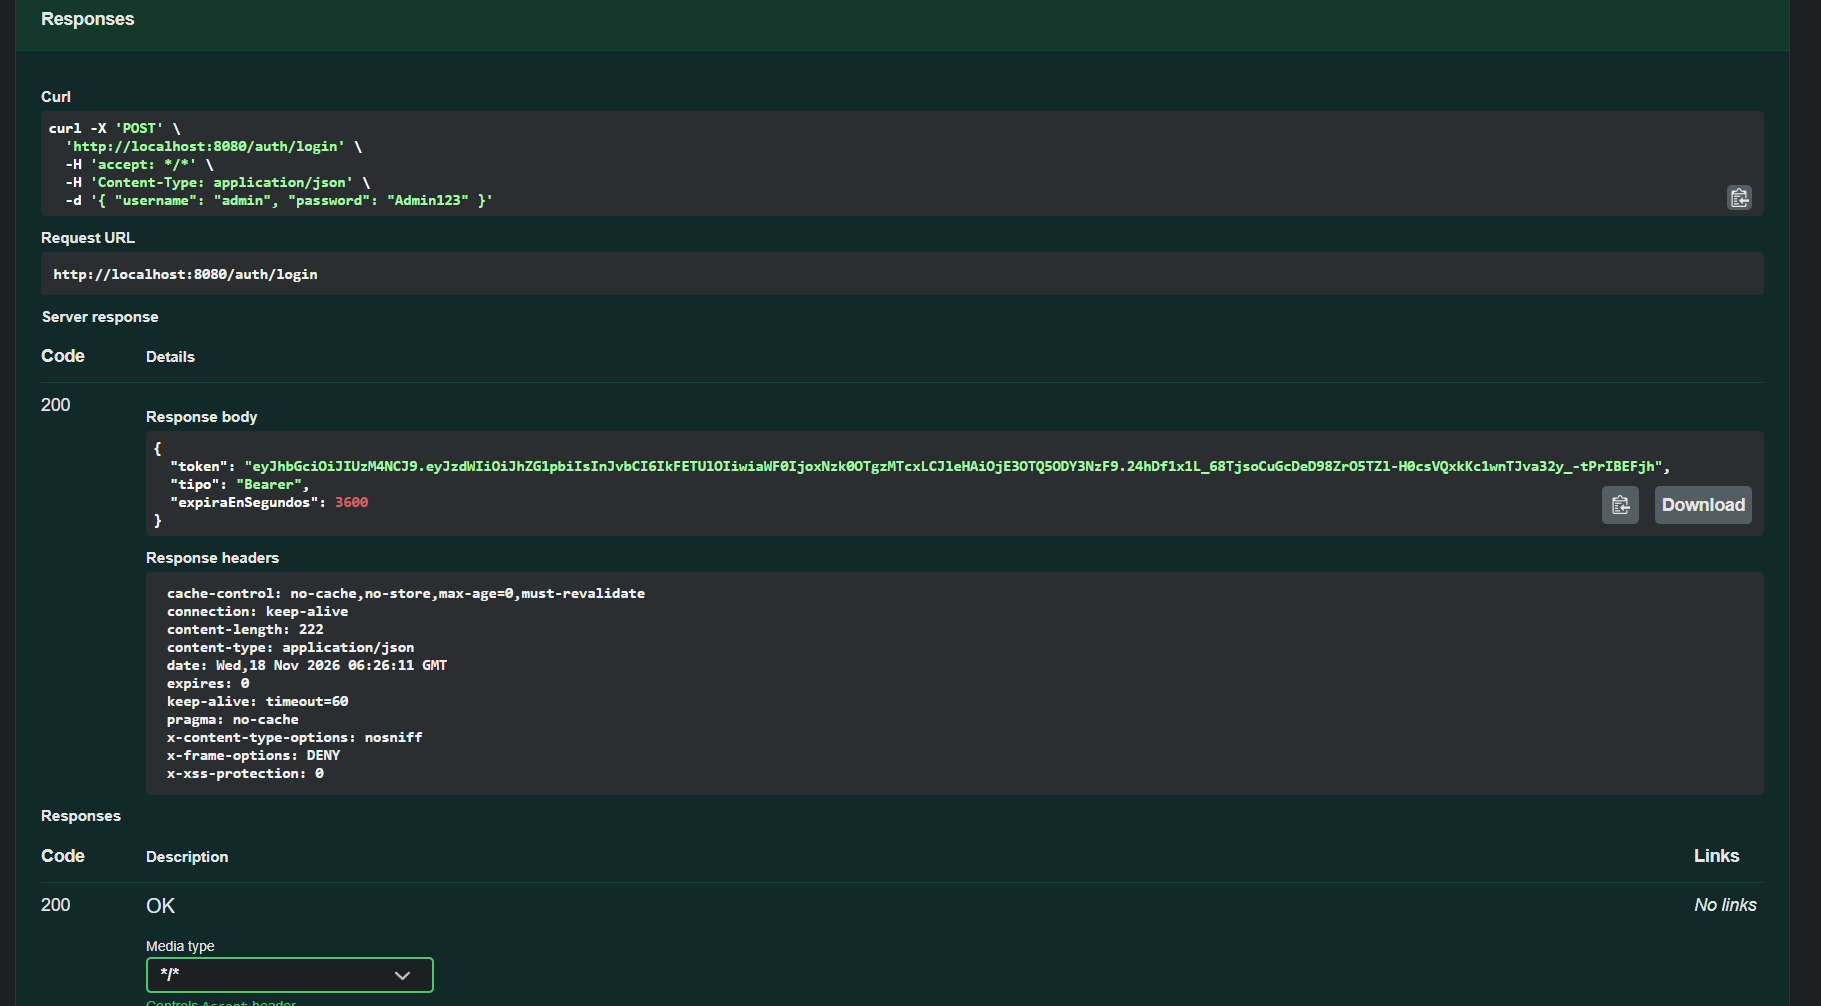 Responses
Curl
curl -X 'POST' \
  'http://localhost:8080/auth/login' \
  -H 'accept: */*' \
  -H 'Content-Type: application/json' \
  -d '{ "username": "admin", "password": "Admin123" }'
Request URL
http://localhost:8080/auth/login
Server response
Code Details
200
Response body
{
  "token": "eyJhbGciOiJIUzM4NCJ9.eyJzdWIiOiJhZG1pbiIsInJvbCI6IkFETUlOIiwiaWF0IjoxNzk0OTgzMTcxLCJleHAiOjE3OTQ5ODY3NzF9.24hDf1x1L_68TjsoCuGcDeD98ZrO5TZl-H0csVQxkKc1wnTJva32y_-tPrIBEFjh",
  "tipo": "Bearer",
  "expiraEnSegundos": 3600
}
Download
Response headers
cache-control: no-cache,no-store,max-age=0,must-revalidate
connection: keep-alive
content-length: 222
content-type: application/json
date: Wed,18 Nov 2026 06:26:11 GMT
expires: 0
keep-alive: timeout=60
pragma: no-cache
x-content-type-options: nosniff
x-frame-options: DENY
x-xss-protection: 0
Responses
Code Description Links
200 OK No links
Media type
*/*
Controls Accept header